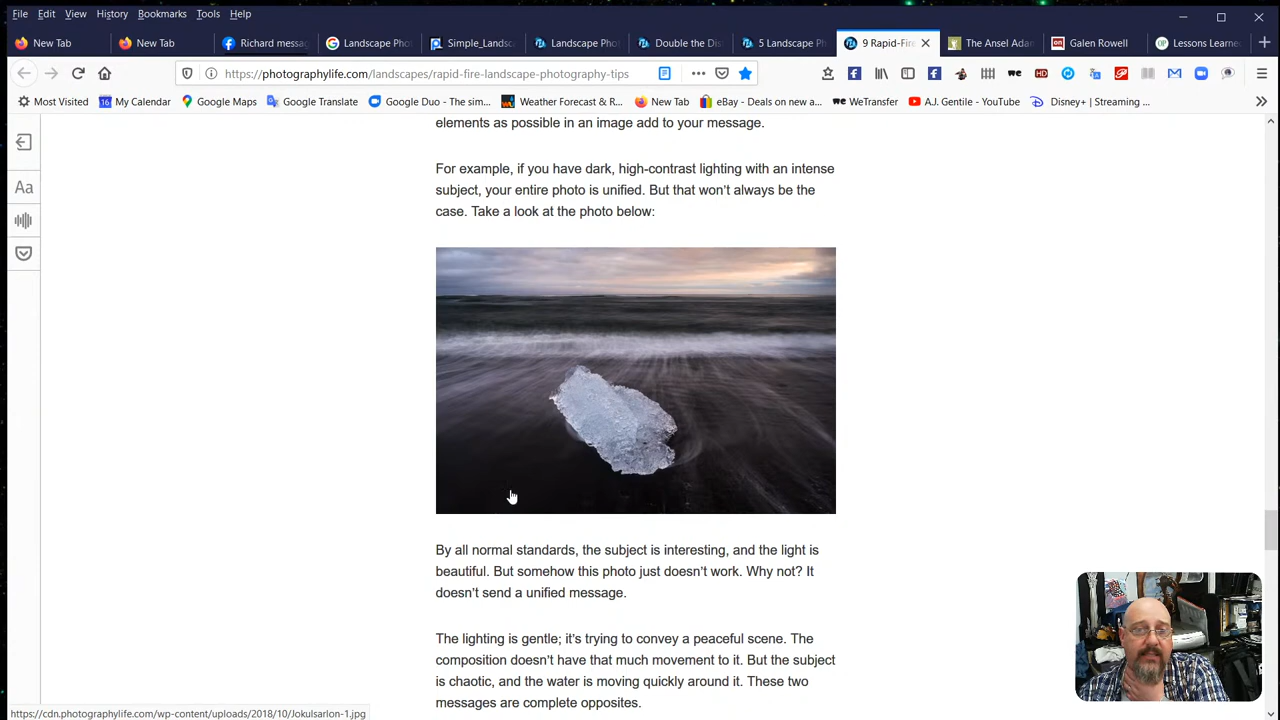 File Edit View History Bookmarks Tools Help
New Tab New Tab Richard messa Google Landscape Pho Simple_Landsc Landscape Pho Double the Dis 5 Landscape Ph 9 Rapid-Fire The Ansel Adam Galen Rowell Lessons Learne
https://photographylife.com/landscapes/rapid-fire-landscape-photography-tips
Most Visited 16 My Calendar Google Maps Google Translate Google Duo - The sim... Weather Forecast & R... New Tab eBay - Deals on new a... we WeTransfer A.J. Gentile - YouTube Disney+ | Streaming ...
elements as possible in an image add to your message.
For example, if you have dark, high-contrast lighting with an intense
subject, your entire photo is unified. But that won't always be the
case. Take a look at the photo below:
Aa
By all normal standards, the subject is interesting, and the light is
beautiful. But somehow this photo just doesn't work. Why not? It
doesn't send a unified message.
The lighting is gentle; it's trying to convey a peaceful scene. The
composition doesn't have that much movement to it. But the subject
is chaotic, and the water is moving quickly around it. These two
messages are complete opposites.
https://cdn.photographylife.com/wp-content/uploads/2018/10/Jokulsarlon-1.jpg